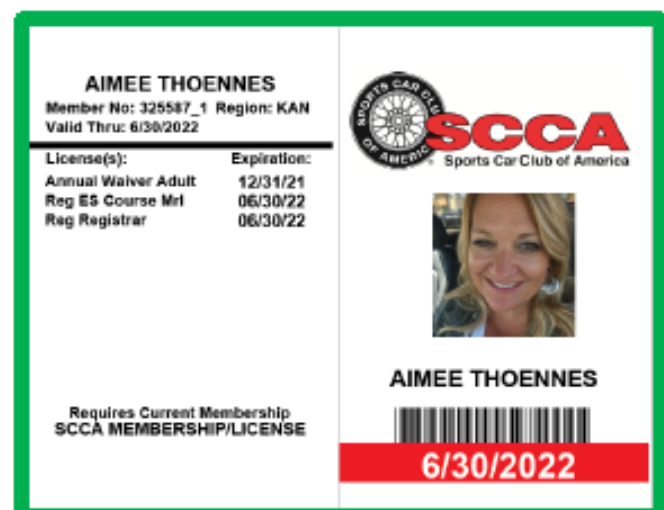 AIMEE THOENNES
Member No: 325587_1 Region: KAN
Valid Thru: 6/30/2022
License(s): Expiration:
Annual Waiver Adult 12/31/21
Reg ES Course Mrl 06/30/22
Reg Registrar 06/30/22
Requires Current Membership
SCCA MEMBERSHIP/LICENSE
SPORTS CAR CLUB
OF AMERICA
SCCA
Sports Car Club of America
AIMEE THOENNES
6/30/2022